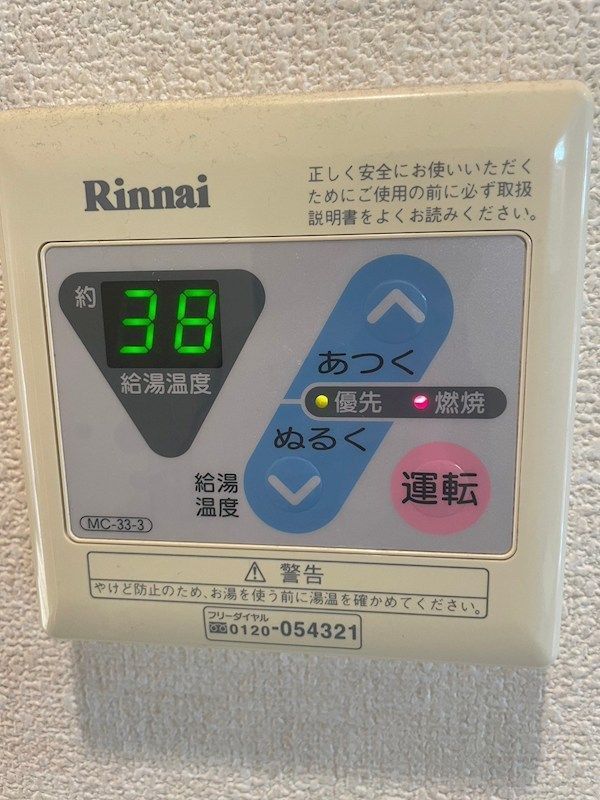 Rinnai
正しく安全にお使いいただく
ためにご使用の前に必ず取扱
説明書をよくお読みください。
約
38
給湯温度
あつく
優先
燃焼
ぬるく
給湯
温度
運転
MC-33-3
警告
やけど防止のため、お湯を使う前に湯温を確かめてください。
フリーダイヤル
0120-054321